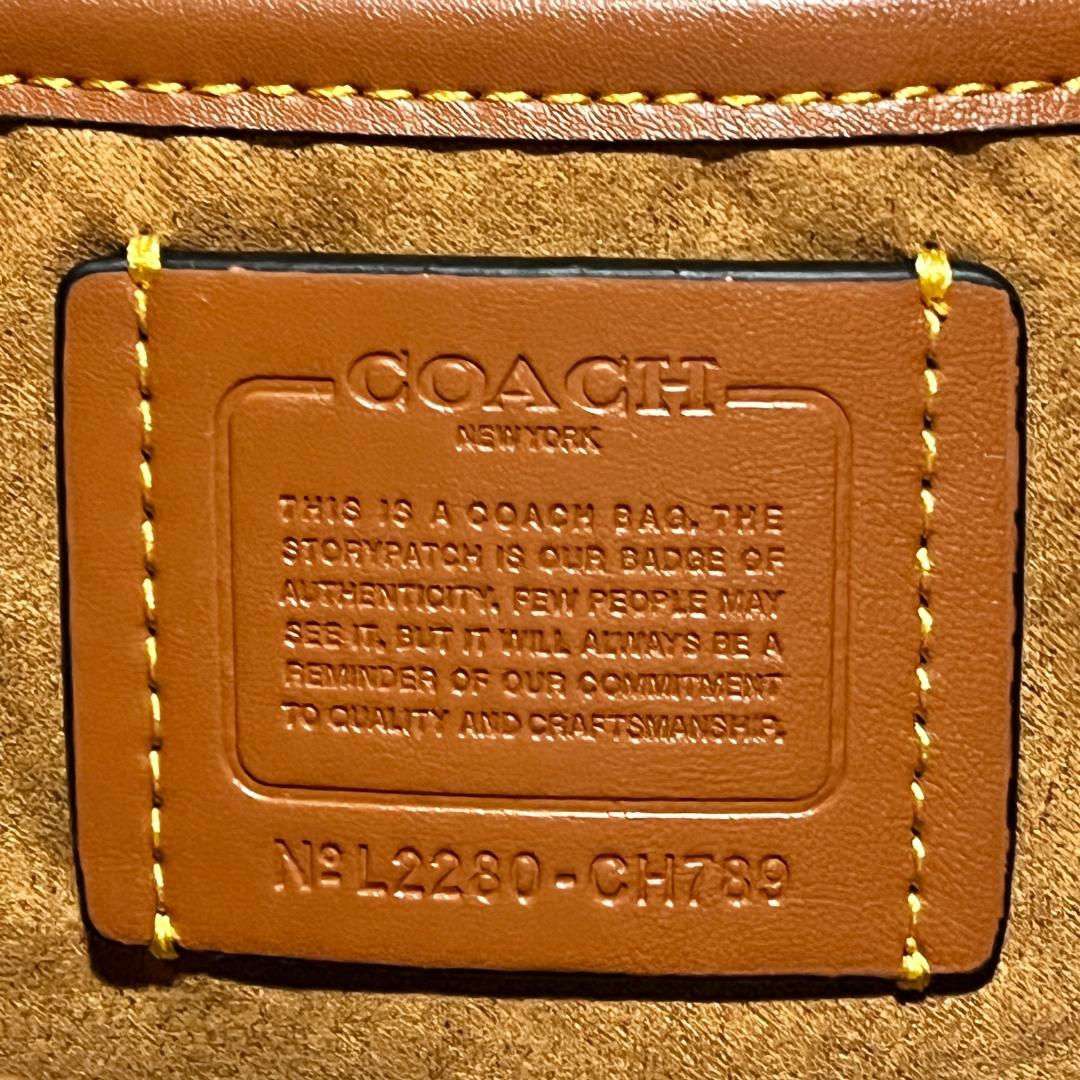 COACH
NEW YORK
THIS IS A COACH BAG. THE
STORYPATCH IS OUR BADGE OF
AUTHENTICITY. FEW PEOPLE MAY
SEE IT, BUT IT WILL ALWAYS BE A
REMINDER OF OUR COMMITMENT
TO QUALITY AND CRAFTSMANSHIP.
Nº L2280-CH789